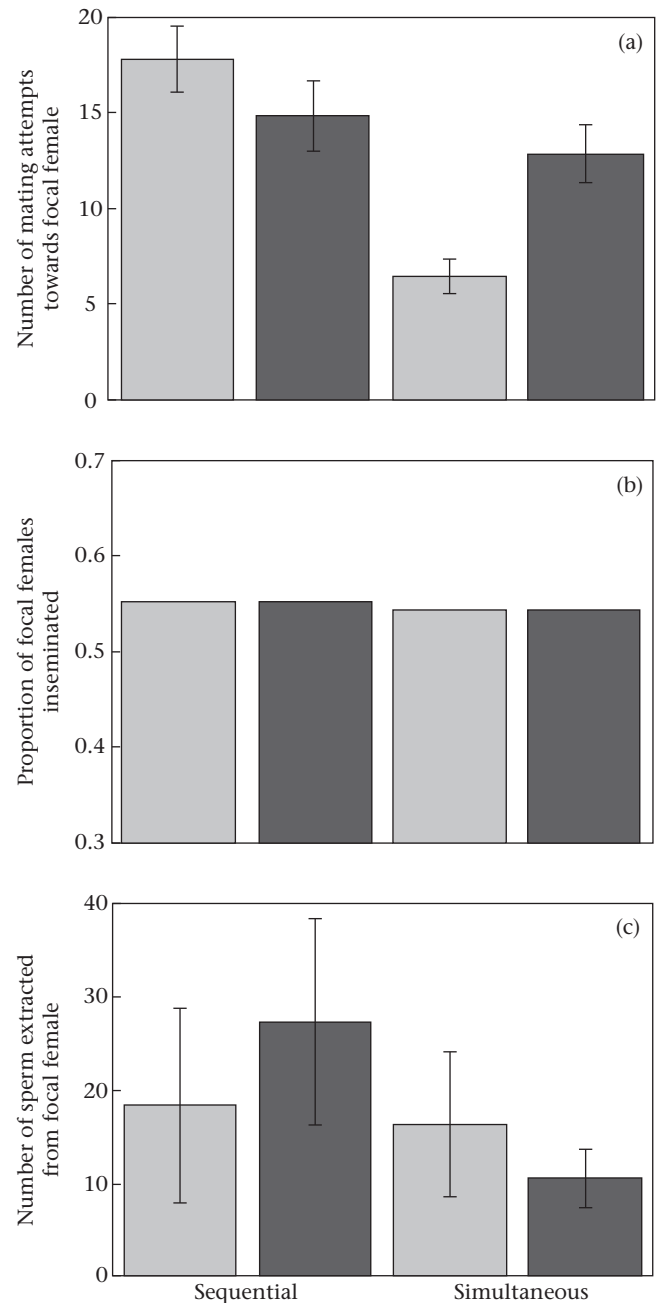 (a)
Number of mating attempts
towards focal female
20
15
10
5
0
(b)
Proportion of focal females
inseminated
0.7
0.6
0.5
0.4
0.3
(c)
Number of sperm extracted
from focal female
40
30
20
10
0
Sequential
Simultaneous